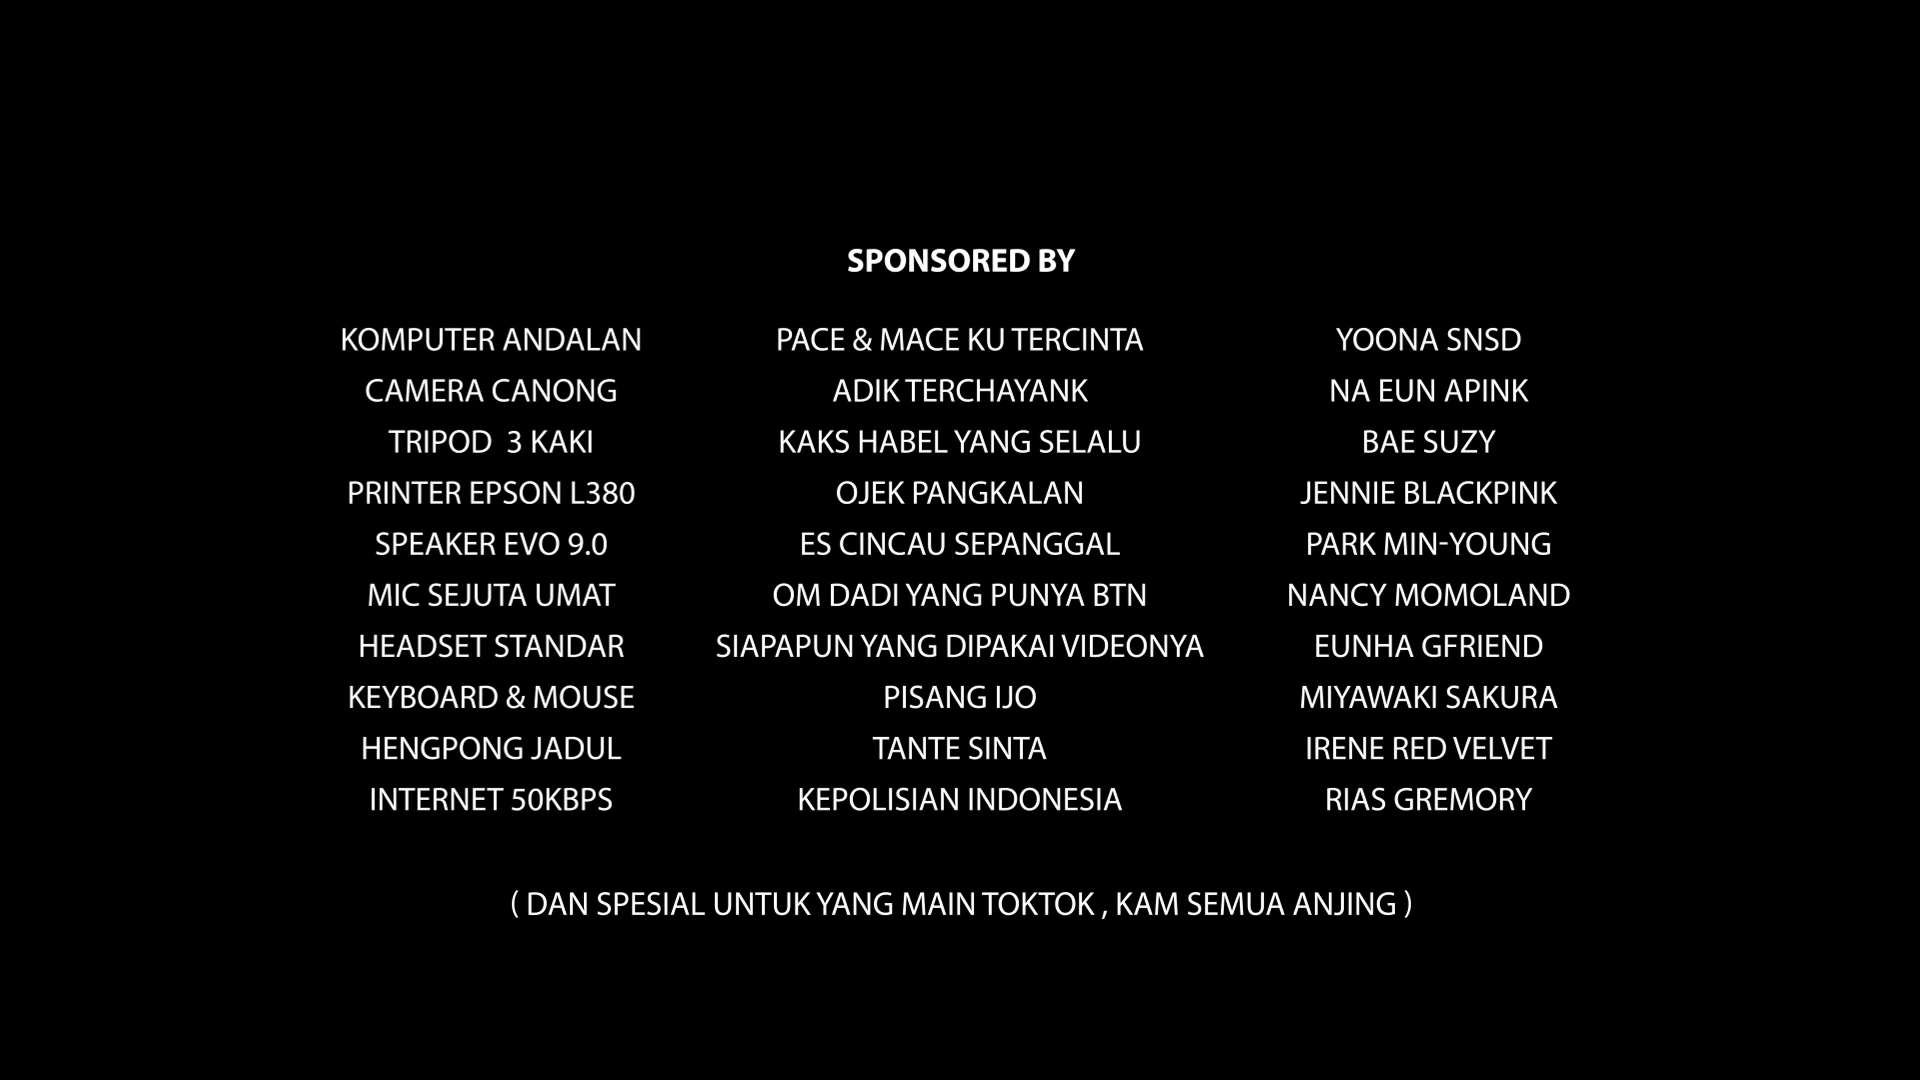 SPONSORED BY
KOMPUTER ANDALAN
CAMERA CANONG
TRIPOD  3 KAKI
PRINTER EPSON L380
SPEAKER EVO 9.0
MIC SEJUTA UMAT
HEADSET STANDAR
KEYBOARD & MOUSE
HENGPONG JADUL
INTERNET 50KBPS
PACE & MACE KU TERCINTA
ADIK TERCHAYANK
KAKS HABEL YANG SELALU
OJEK PANGKALAN
ES CINCAU SEPANGGAL
OM DADI YANG PUNYA BTN
SIAPAPUN YANG DIPAKAI VIDEONYA
PISANG IJO
TANTE SINTA
KEPOLISIAN INDONESIA
YOONA SNSD
NA EUN APINK
BAE SUZY
JENNIE BLACKPINK
PARK MIN-YOUNG
NANCY MOMOLAND
EUNHA GFRIEND
MIYAWAKI SAKURA
IRENE RED VELVET
RIAS GREMORY
( DAN SPESIAL UNTUK YANG MAIN TOKTOK , KAM SEMUA ANJING )